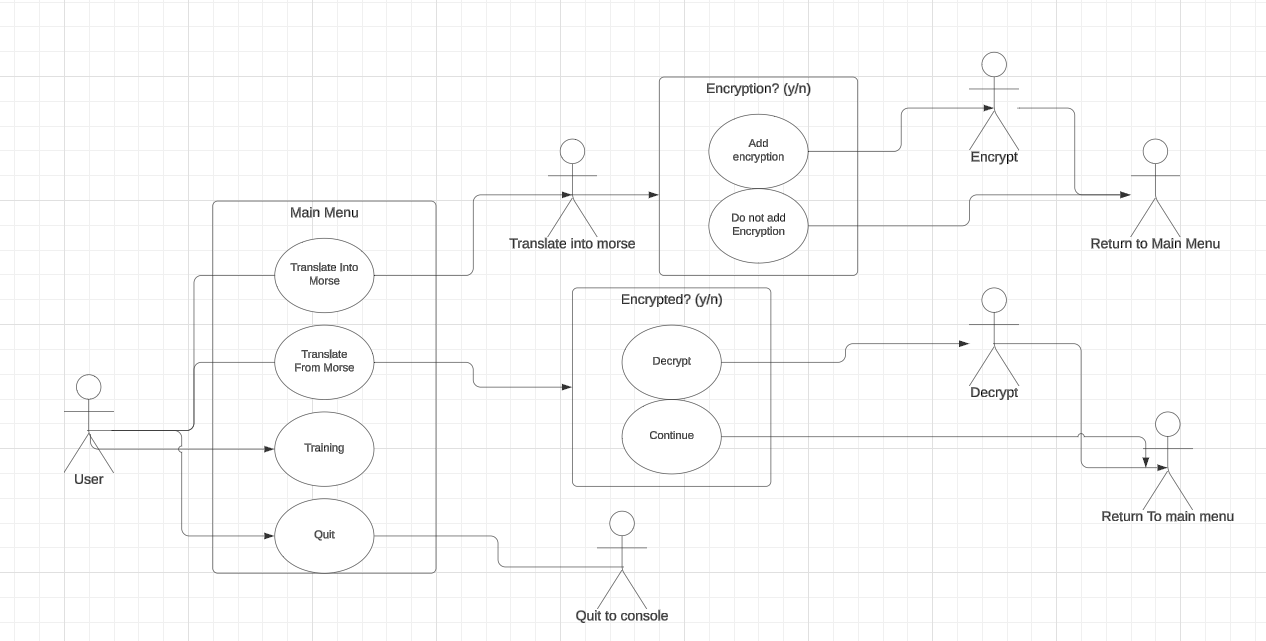 Encryption? (y/n)
Add
encryption
Do not add
Encryption
Encrypt
Translate into morse
Return to Main Menu
Main Menu
Translate Into
Morse
Translate
From Morse
Training
Quit
User
Encrypted? (y/n)
Decrypt
Continue
Decrypt
Return To main menu
Quit to console